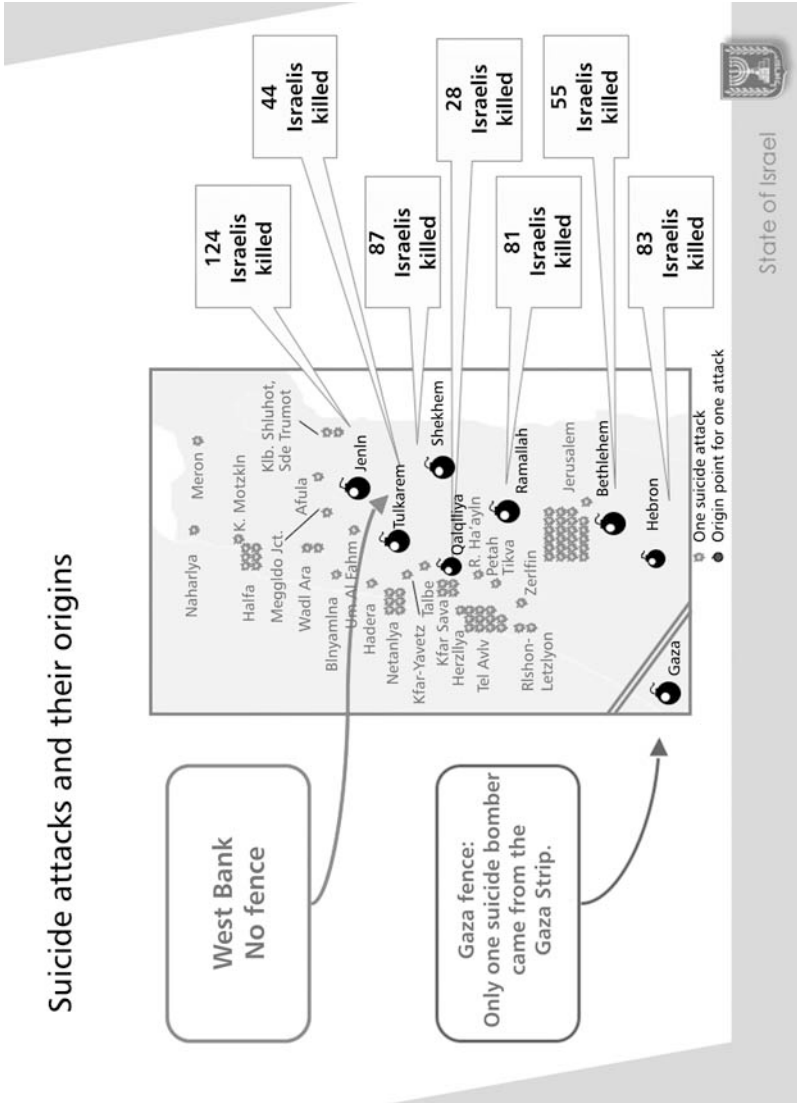 Suicide attacks and their origins
West Bank
No fence
Gaza fence:
Only one suicide bomber
came from the
Gaza Strip.
Naharlya
Meron
K. Motzkln
Halfa
Klb. Shluhot,
Sde Trumot
Afula
Meggldo Jct.
Wadl Ara
JenIn
Blnyamlna
Um Al Fahm
Tulkarem
Hadera
Shekhem
Netanlya
Kfar-Yavetz
Talbe
Qalqlliya
Kfar Sava
R. Ha'ayln
Herzllya
Petah
Tikva
Ramallah
Tel Avlv
Zerlfin
Rlshon-
Letzlyon
Jerusalem
Bethlehem
Hebron
Gaza
124
Israelis
killed
44
Israelis
killed
87
Israelis
killed
28
Israelis
killed
81
Israelis
killed
55
Israelis
killed
83
Israelis
killed
One suicide attack
Origin point for one attack
State of Israel